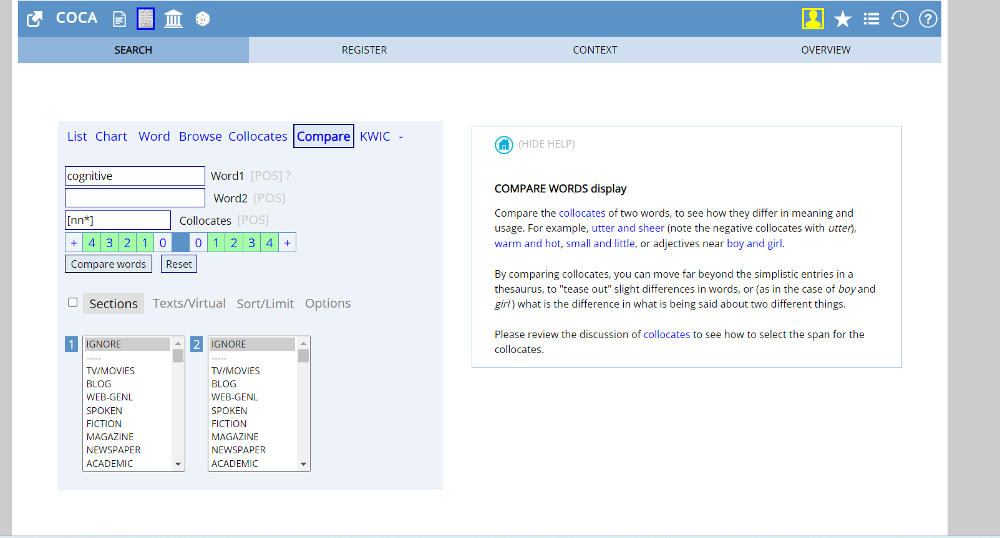 COCA
SEARCH REGISTER CONTEXT OVERVIEW
List Chart Word Browse Collocates Compare KWIC -
cognitive Word1 [POS] ?
Word2 [POS]
[nn*] Collocates [POS]
+ 4 3 2 1 0 0 1 2 3 4 +
Compare words Reset
Sections Texts/Virtual Sort/Limit Options
1 IGNORE 2 IGNORE
----- -----
TV/MOVIES TV/MOVIES
BLOG BLOG
WEB-GENL WEB-GENL
SPOKEN SPOKEN
FICTION FICTION
MAGAZINE MAGAZINE
NEWSPAPER NEWSPAPER
ACADEMIC ACADEMIC
?
(HIDE HELP)
COMPARE WORDS display
Compare the collocates of two words, to see how they differ in meaning and
usage. For example, utter and sheer (note the negative collocates with utter),
warm and hot, small and little, or adjectives near boy and girl.
By comparing collocates, you can move far beyond the simplistic entries in a
thesaurus, to "tease out" slight differences in words, or (as in the case of boy and
girl ) what is the difference in what is being said about two different things.
Please review the discussion of collocates to see how to select the span for the
collocates.